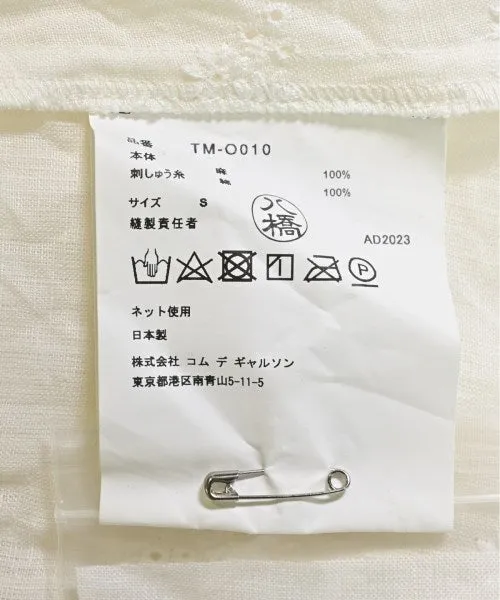 品番 TM-O010
本体 麻 100%
刺しゅう糸 綿 100%
サイズ S
縫製責任者 八橋
AD2023
P
ネット使用
日本製
株式会社 コム デ ギャルソン
東京都港区南青山5-11-5